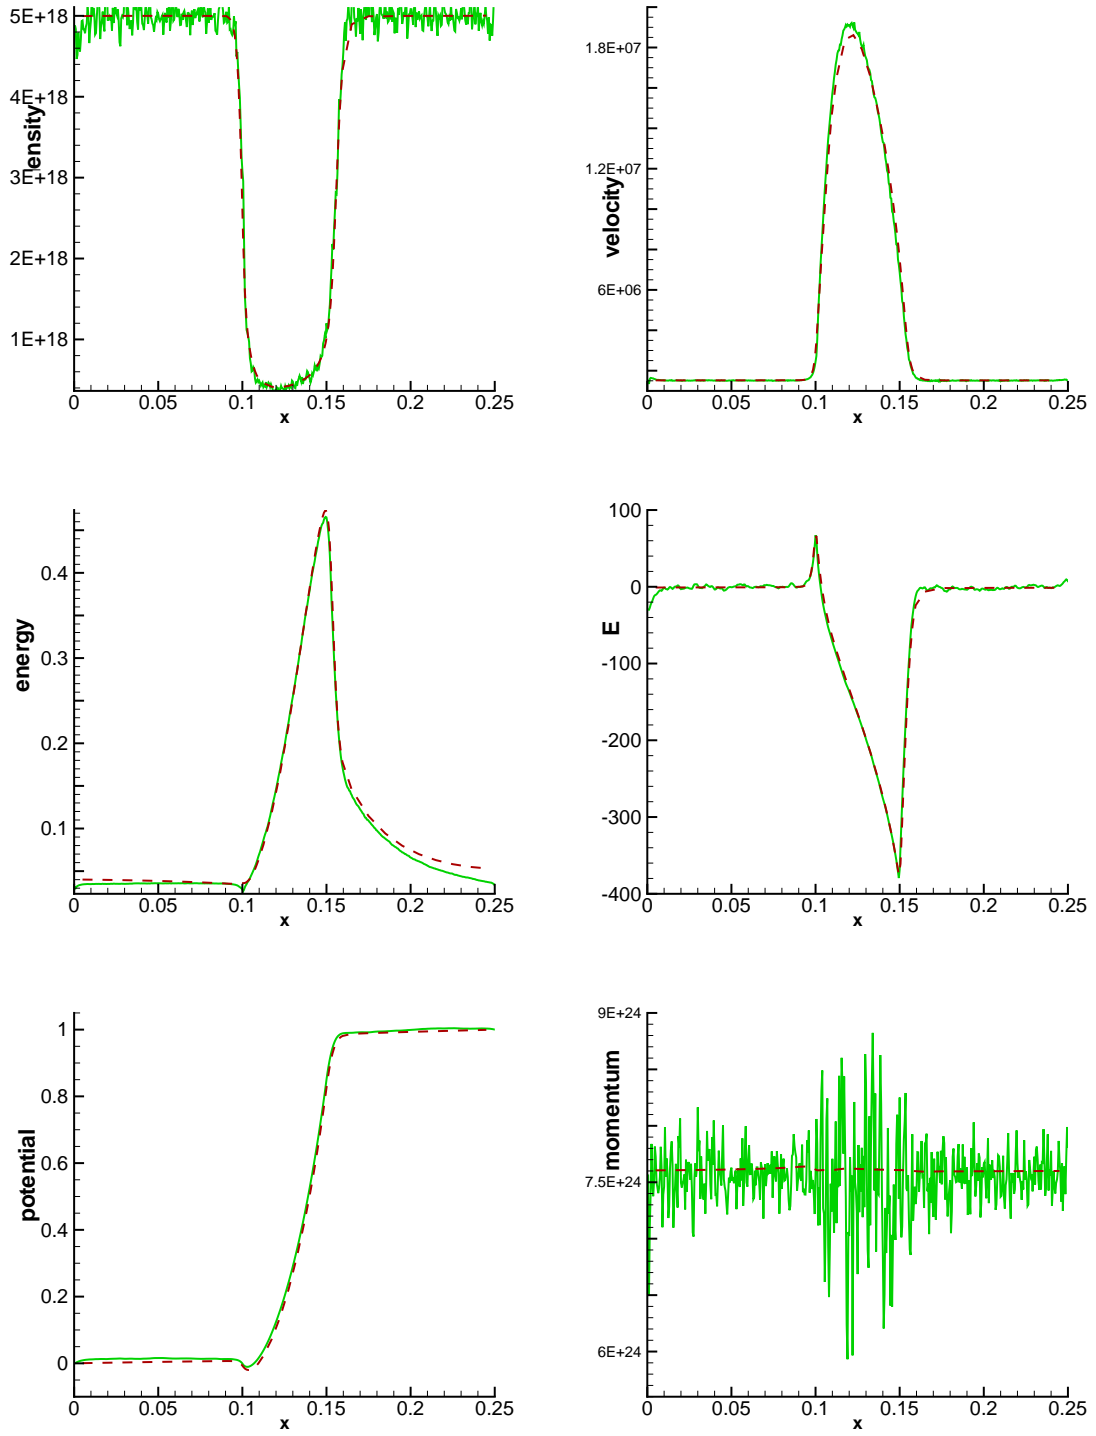 5E+18
4E+18
3E+18
2E+18
1E+18
ensity
0 0.05 0.1 0.15 0.2 0.25
x
1.8E+07
1.2E+07
6E+06
velocity
0 0.05 0.1 0.15 0.2 0.25
x
0.4
0.3
0.2
0.1
energy
0 0.05 0.1 0.15 0.2 0.25
x
100
0
-100
-200
-300
-400
E
0 0.05 0.1 0.15 0.2 0.25
x
1
0.8
0.6
0.4
0.2
0
potential
0 0.05 0.1 0.15 0.2 0.25
x
9E+24
7.5E+24
6E+24
momentum
0 0.05 0.1 0.15 0.2 0.25
x